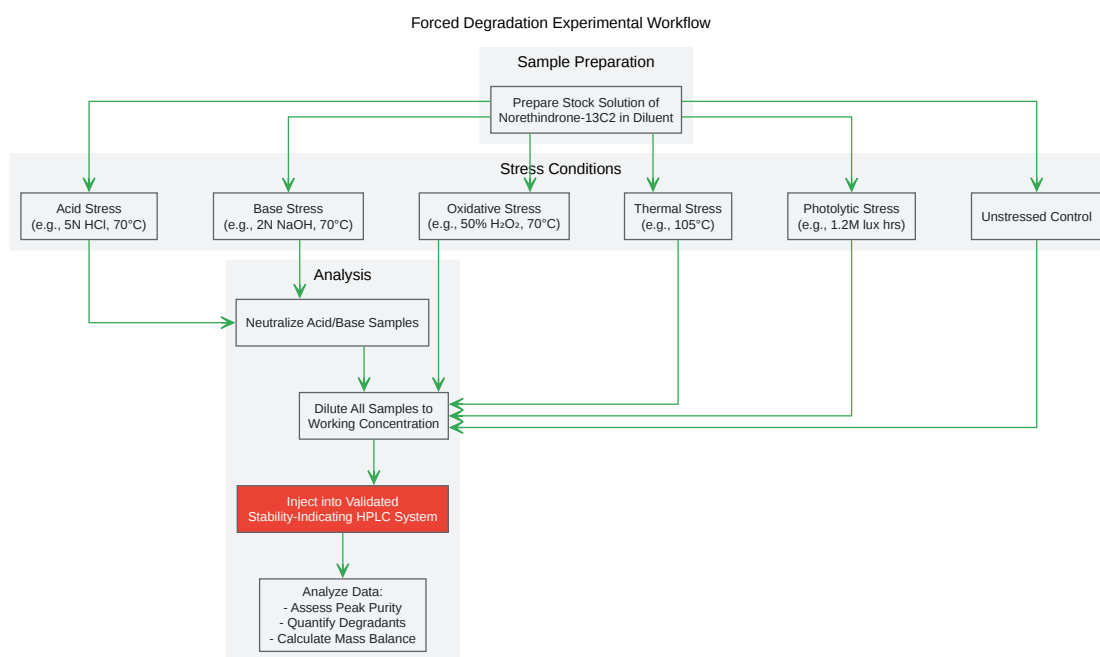 Forced Degradation Experimental Workflow
Sample Preparation
Prepare Stock Solution of
Norethindrone-13C2 in Diluent
Stress Conditions
Acid Stress
(e.g., 5N HCl, 70°C)
Base Stress
(e.g., 2N NaOH, 70°C)
Oxidative Stress
(e.g., 50% H₂O₂, 70°C)
Thermal Stress
(e.g., 105°C)
Photolytic Stress
(e.g., 1.2M lux hrs)
Unstressed Control
Analysis
Neutralize Acid/Base Samples
Dilute All Samples to
Working Concentration
Inject into Validated
Stability-Indicating HPLC System
Analyze Data:
- Assess Peak Purity
- Quantify Degradants
- Calculate Mass Balance